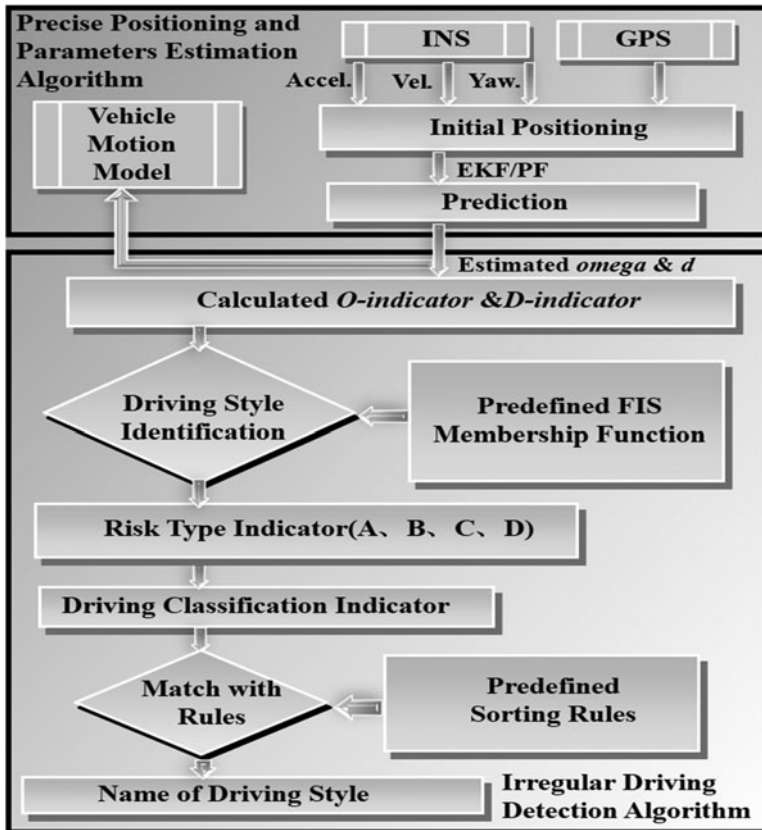 Precise Positioning and
Parameters Estimation
Algorithm
INS
GPS
Accel.
Vel.
Yaw.
Vehicle
Motion
Model
Initial Positioning
EKF/PF
Prediction
Estimated omega & d
Calculated O-indicator &D-indicator
Driving Style
Identification
Predefined FIS
Membership Function
Risk Type Indicator(A、B、C、D)
Driving Classification Indicator
Match with
Rules
Predefined
Sorting Rules
Name of Driving Style
Irregular Driving
Detection Algorithm